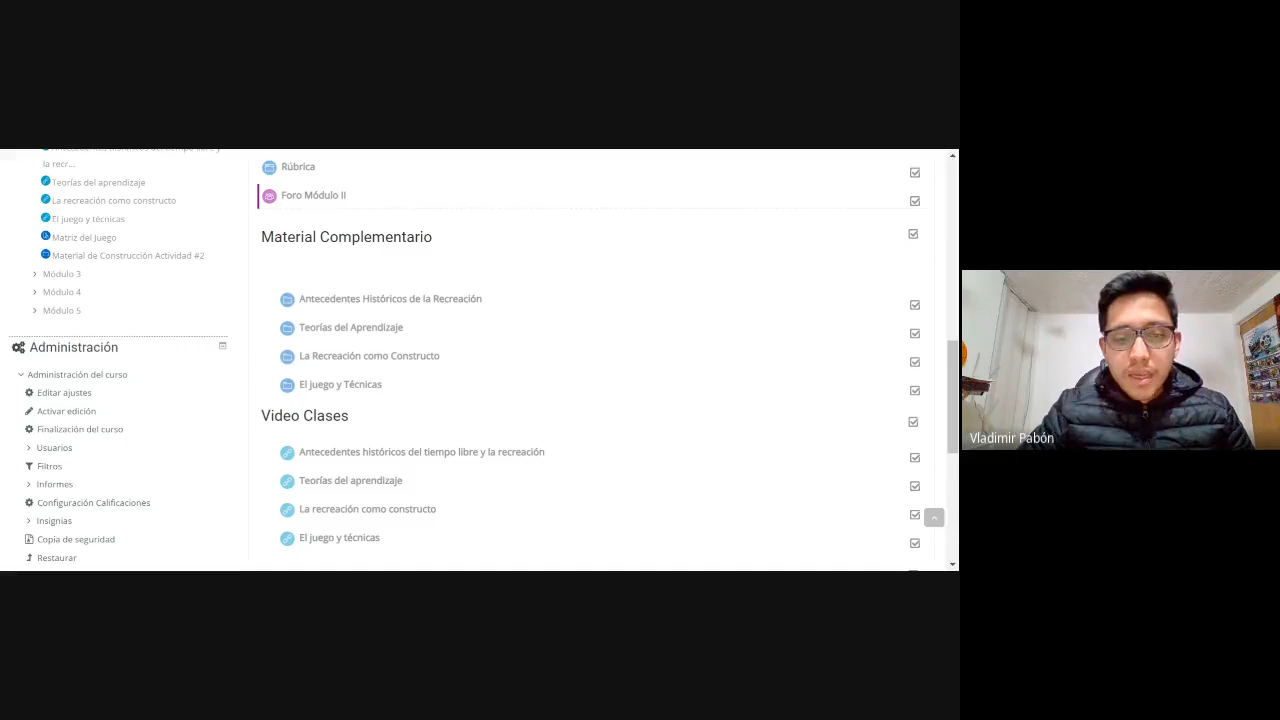 la recr...
Teorías del aprendizaje
La recreación como constructo
El juego y técnicas
Matriz del Juego
Material de Construcción Actividad #2
Módulo 3
Módulo 4
Módulo 5
Administración
Administración del curso
Editar ajustes
Activar edición
Finalización del curso
Usuarios
Filtros
Informes
Configuración Calificaciones
Insignias
Copia de seguridad
Restaurar
Rúbrica
Foro Módulo II
Material Complementario
Antecedentes Históricos de la Recreación
Teorías del Aprendizaje
La Recreación como Constructo
El juego y Técnicas
Video Clases
Antecedentes históricos del tiempo libre y la recreación
Teorías del aprendizaje
La recreación como constructo
El juego y técnicas
Vladimir Pabón